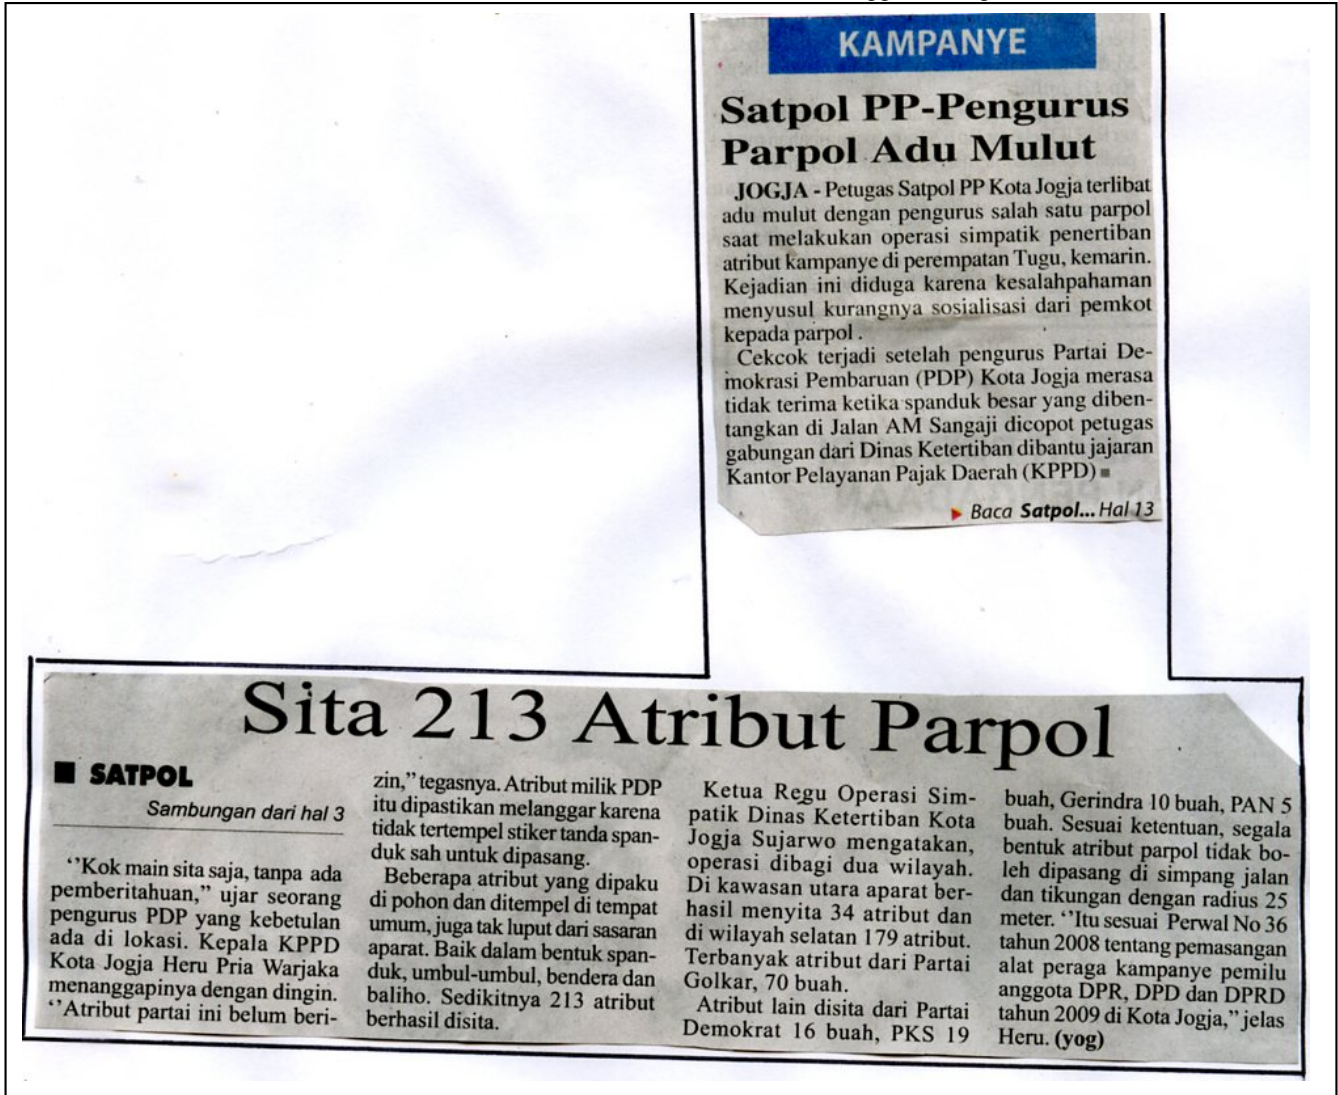 KAMPANYE
Satpol PP-Pengurus
Parpol Adu Mulut
JOGJA - Petugas Satpol PP Kota Jogja terlibat
adu mulut dengan pengurus salah satu parpol
saat melakukan operasi simpatik penertiban
atribut kampanye di perempatan Tugu, kemarin.
Kejadian ini diduga karena kesalahpahaman
menyusul kurangnya sosialisasi dari pemkot
kepada parpol .
Cekcok terjadi setelah pengurus Partai De-
mokrasi Pembaruan (PDP) Kota Jogja merasa
tidak terima ketika spanduk besar yang diben-
tangkan di Jalan AM Sangaji dicopot petugas
gabungan dari Dinas Ketertiban dibantu jajaran
Kantor Pelayanan Pajak Daerah (KPPD) ■
▶ Baca Satpol... Hal 13
Sita 213 Atribut Parpol
■ SATPOL
Sambungan dari hal 3
‘’Kok main sita saja, tanpa ada
pemberitahuan,” ujar seorang
pengurus PDP yang kebetulan
ada di lokasi. Kepala KPPD
Kota Jogja Heru Pria Warjaka
menanggapinya dengan dingin.
‘’Atribut partai ini belum beri-
zin,” tegasnya. Atribut milik PDP
itu dipastikan melanggar karena
tidak tertempel stiker tanda span-
duk sah untuk dipasang.
Beberapa atribut yang dipaku
di pohon dan ditempel di tempat
umum, juga tak luput dari sasaran
aparat. Baik dalam bentuk span-
duk, umbul-umbul, bendera dan
baliho. Sedikitnya 213 atribut
berhasil disita.
Ketua Regu Operasi Sim-
patik Dinas Ketertiban Kota
Jogja Sujarwo mengatakan,
operasi dibagi dua wilayah.
Di kawasan utara aparat ber-
hasil menyita 34 atribut dan
di wilayah selatan 179 atribut.
Terbanyak atribut dari Partai
Golkar, 70 buah.
Atribut lain disita dari Partai
Demokrat 16 buah, PKS 19
buah, Gerindra 10 buah, PAN 5
buah. Sesuai ketentuan, segala
bentuk atribut parpol tidak bo-
leh dipasang di simpang jalan
dan tikungan dengan radius 25
meter. ‘’Itu sesuai Perwal No 36
tahun 2008 tentang pemasangan
alat peraga kampanye pemilu
anggota DPR, DPD dan DPRD
tahun 2009 di Kota Jogja,” jelas
Heru. (yog)